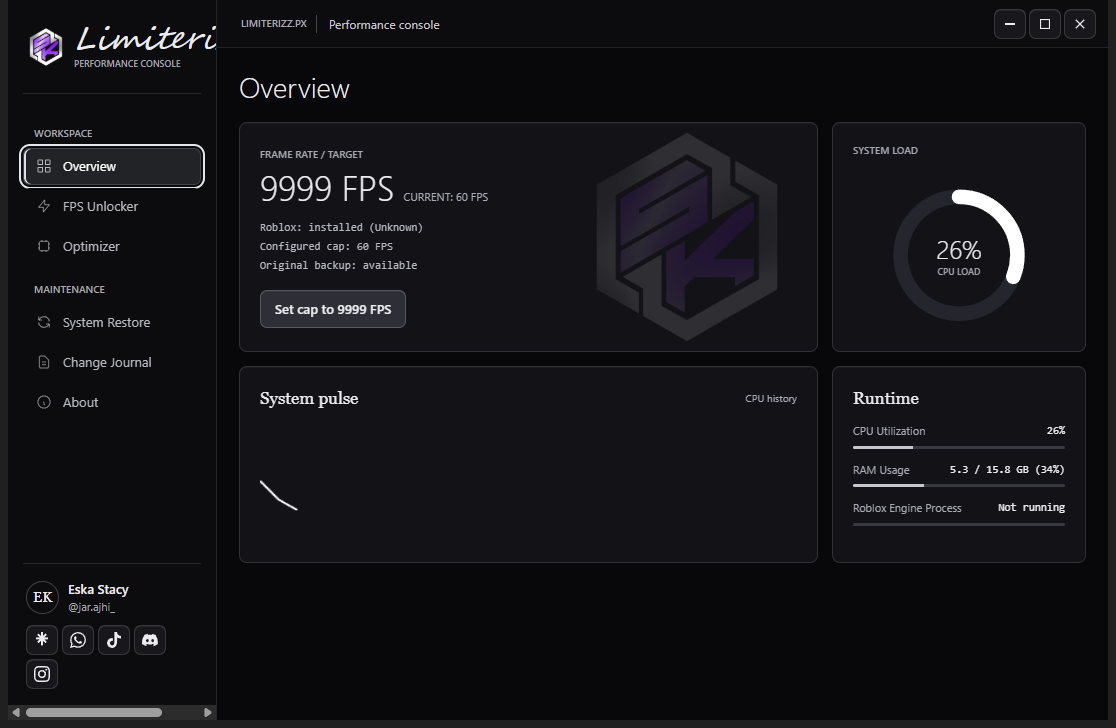 Limiteri
PERFORMANCE CONSOLE
WORKSPACE
Overview
FPS Unlocker
Optimizer
MAINTENANCE
System Restore
Change Journal
About
EK
Eska Stacy
@jar.ajhi_
LIMITERIZZ.PX
Performance console
Overview
FRAME RATE / TARGET
9999 FPS CURRENT: 60 FPS
Roblox: installed (Unknown)
Configured cap: 60 FPS
Original backup: available
Set cap to 9999 FPS
SYSTEM LOAD
26%
CPU LOAD
System pulse
CPU history
Runtime
CPU Utilization 26%
RAM Usage 5.3 / 15.8 GB (34%)
Roblox Engine Process Not running